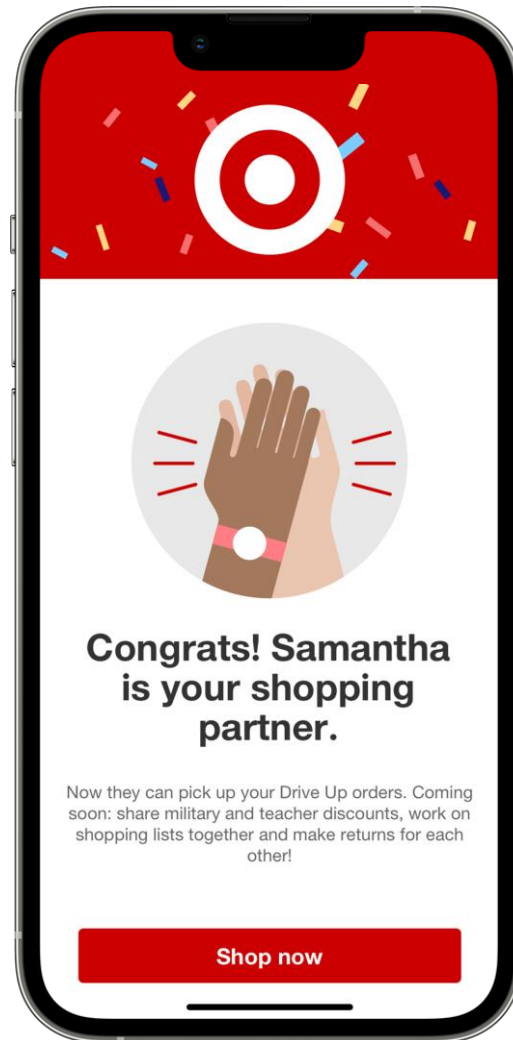 Congrats! Samantha
is your shopping
partner.
Now they can pick up your Drive Up orders. Coming
soon: share military and teacher discounts, work on
shopping lists together and make returns for each
other!
Shop now